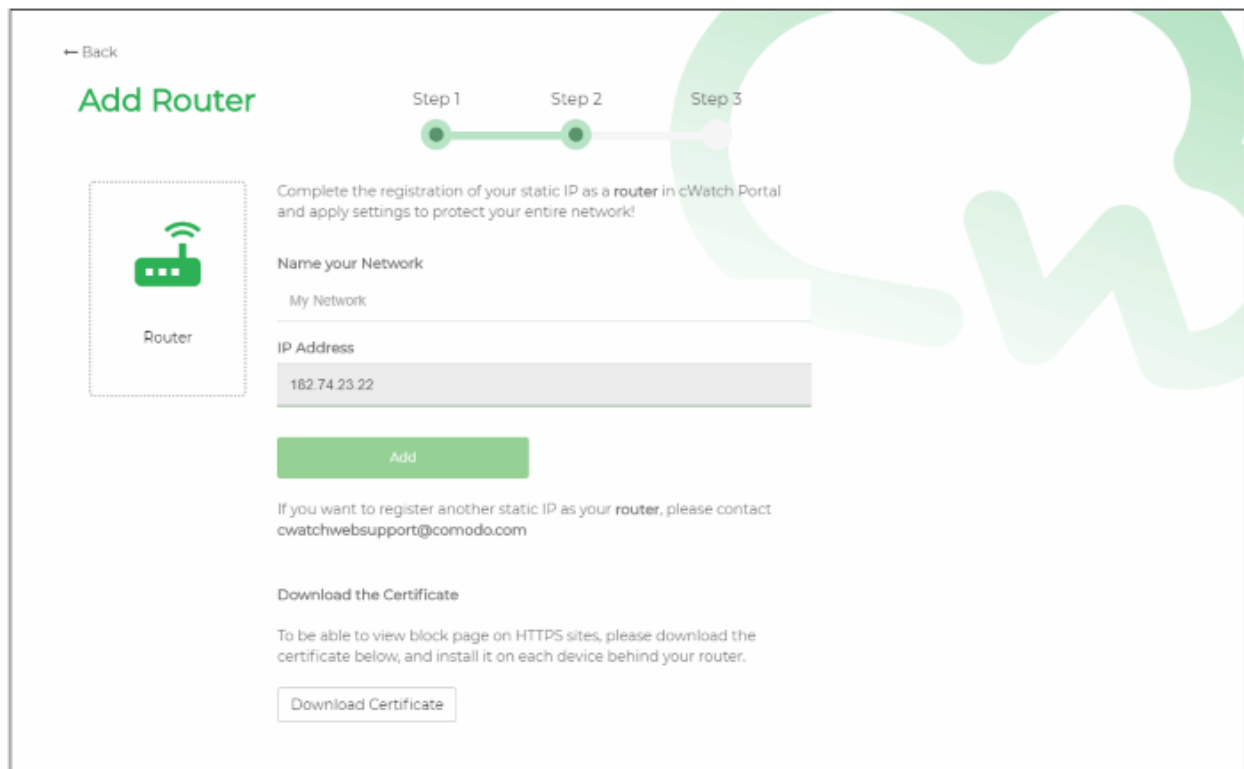 ← Back
Add Router
Step 1 Step 2 Step 3
Complete the registration of your static IP as a router in cWatch Portal
and apply settings to protect your entire network!
Name your Network
My Network
Router
IP Address
182.74.23.22
Add
If you want to register another static IP as your router, please contact
cwatchwebsupport@comodo.com
Download the Certificate
To be able to view block page on HTTPS sites, please download the
certificate below, and install it on each device behind your router.
Download Certificate